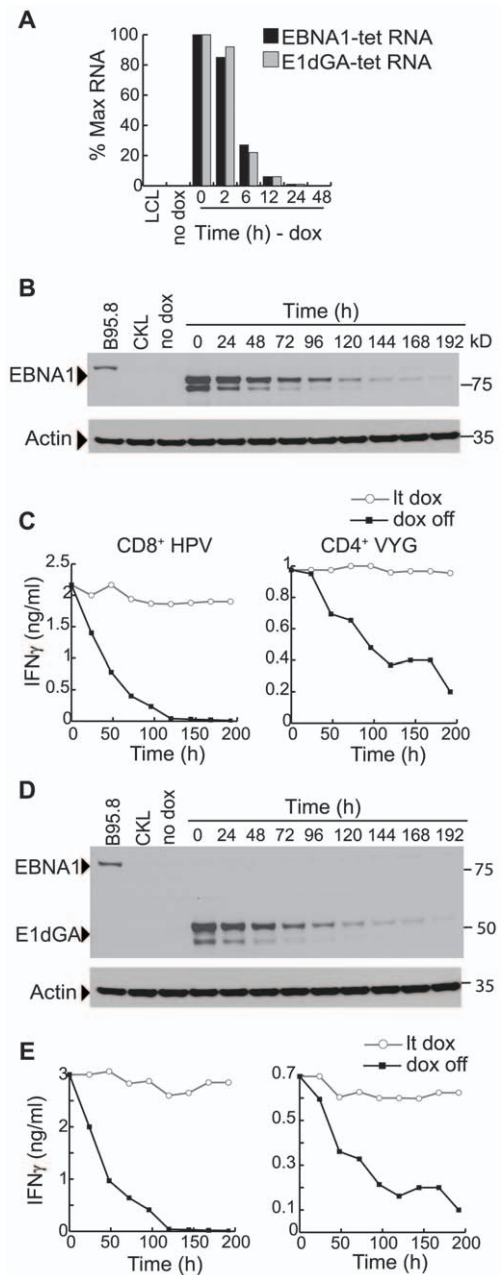 A
EBNA1-tet RNA
E1dGA-tet RNA
% Max RNA
100
80
60
40
20
0
LCL
no dox
0 2 6 12 24 48
Time (h) - dox
B
Time (h)
B95.8
CKL
no dox
0 24 48 72 96 120 144 168 192 kD
EBNA1
75
Actin
35
lt dox
dox off
C
CD8+ HPV
CD4+ VYG
IFNγ (ng/ml)
2.5
2
1.5
1
0.5
0
0 50 100 150 200
Time (h)
1
0.8
0.6
0.4
0.2
0 50 100 150 200
Time (h)
D
Time (h)
B95.8
CKL
no dox
0 24 48 72 96 120 144 168 192
EBNA1
75
E1dGA
50
Actin
35
lt dox
dox off
E
IFNγ (ng/ml)
3
2
1
0
0 50 100 150 200
Time (h)
0.7
0.5
0.3
0.1
0 50 100 150 200
Time (h)